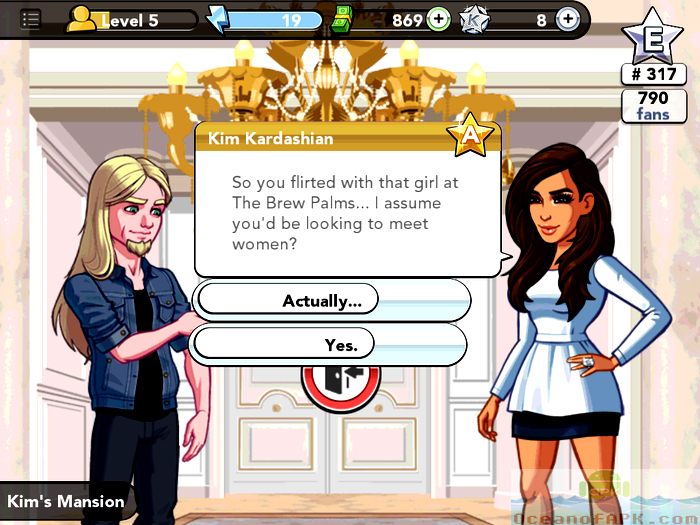 Level 5
19
869
K
8
E
# 317
790
fans
Kim Kardashian
A
So you flirted with that girl at
The Brew Palms... I assume
you'd be looking to meet
women?
Actually...
Yes.
Kim's Mansion
OceanofAPK.com